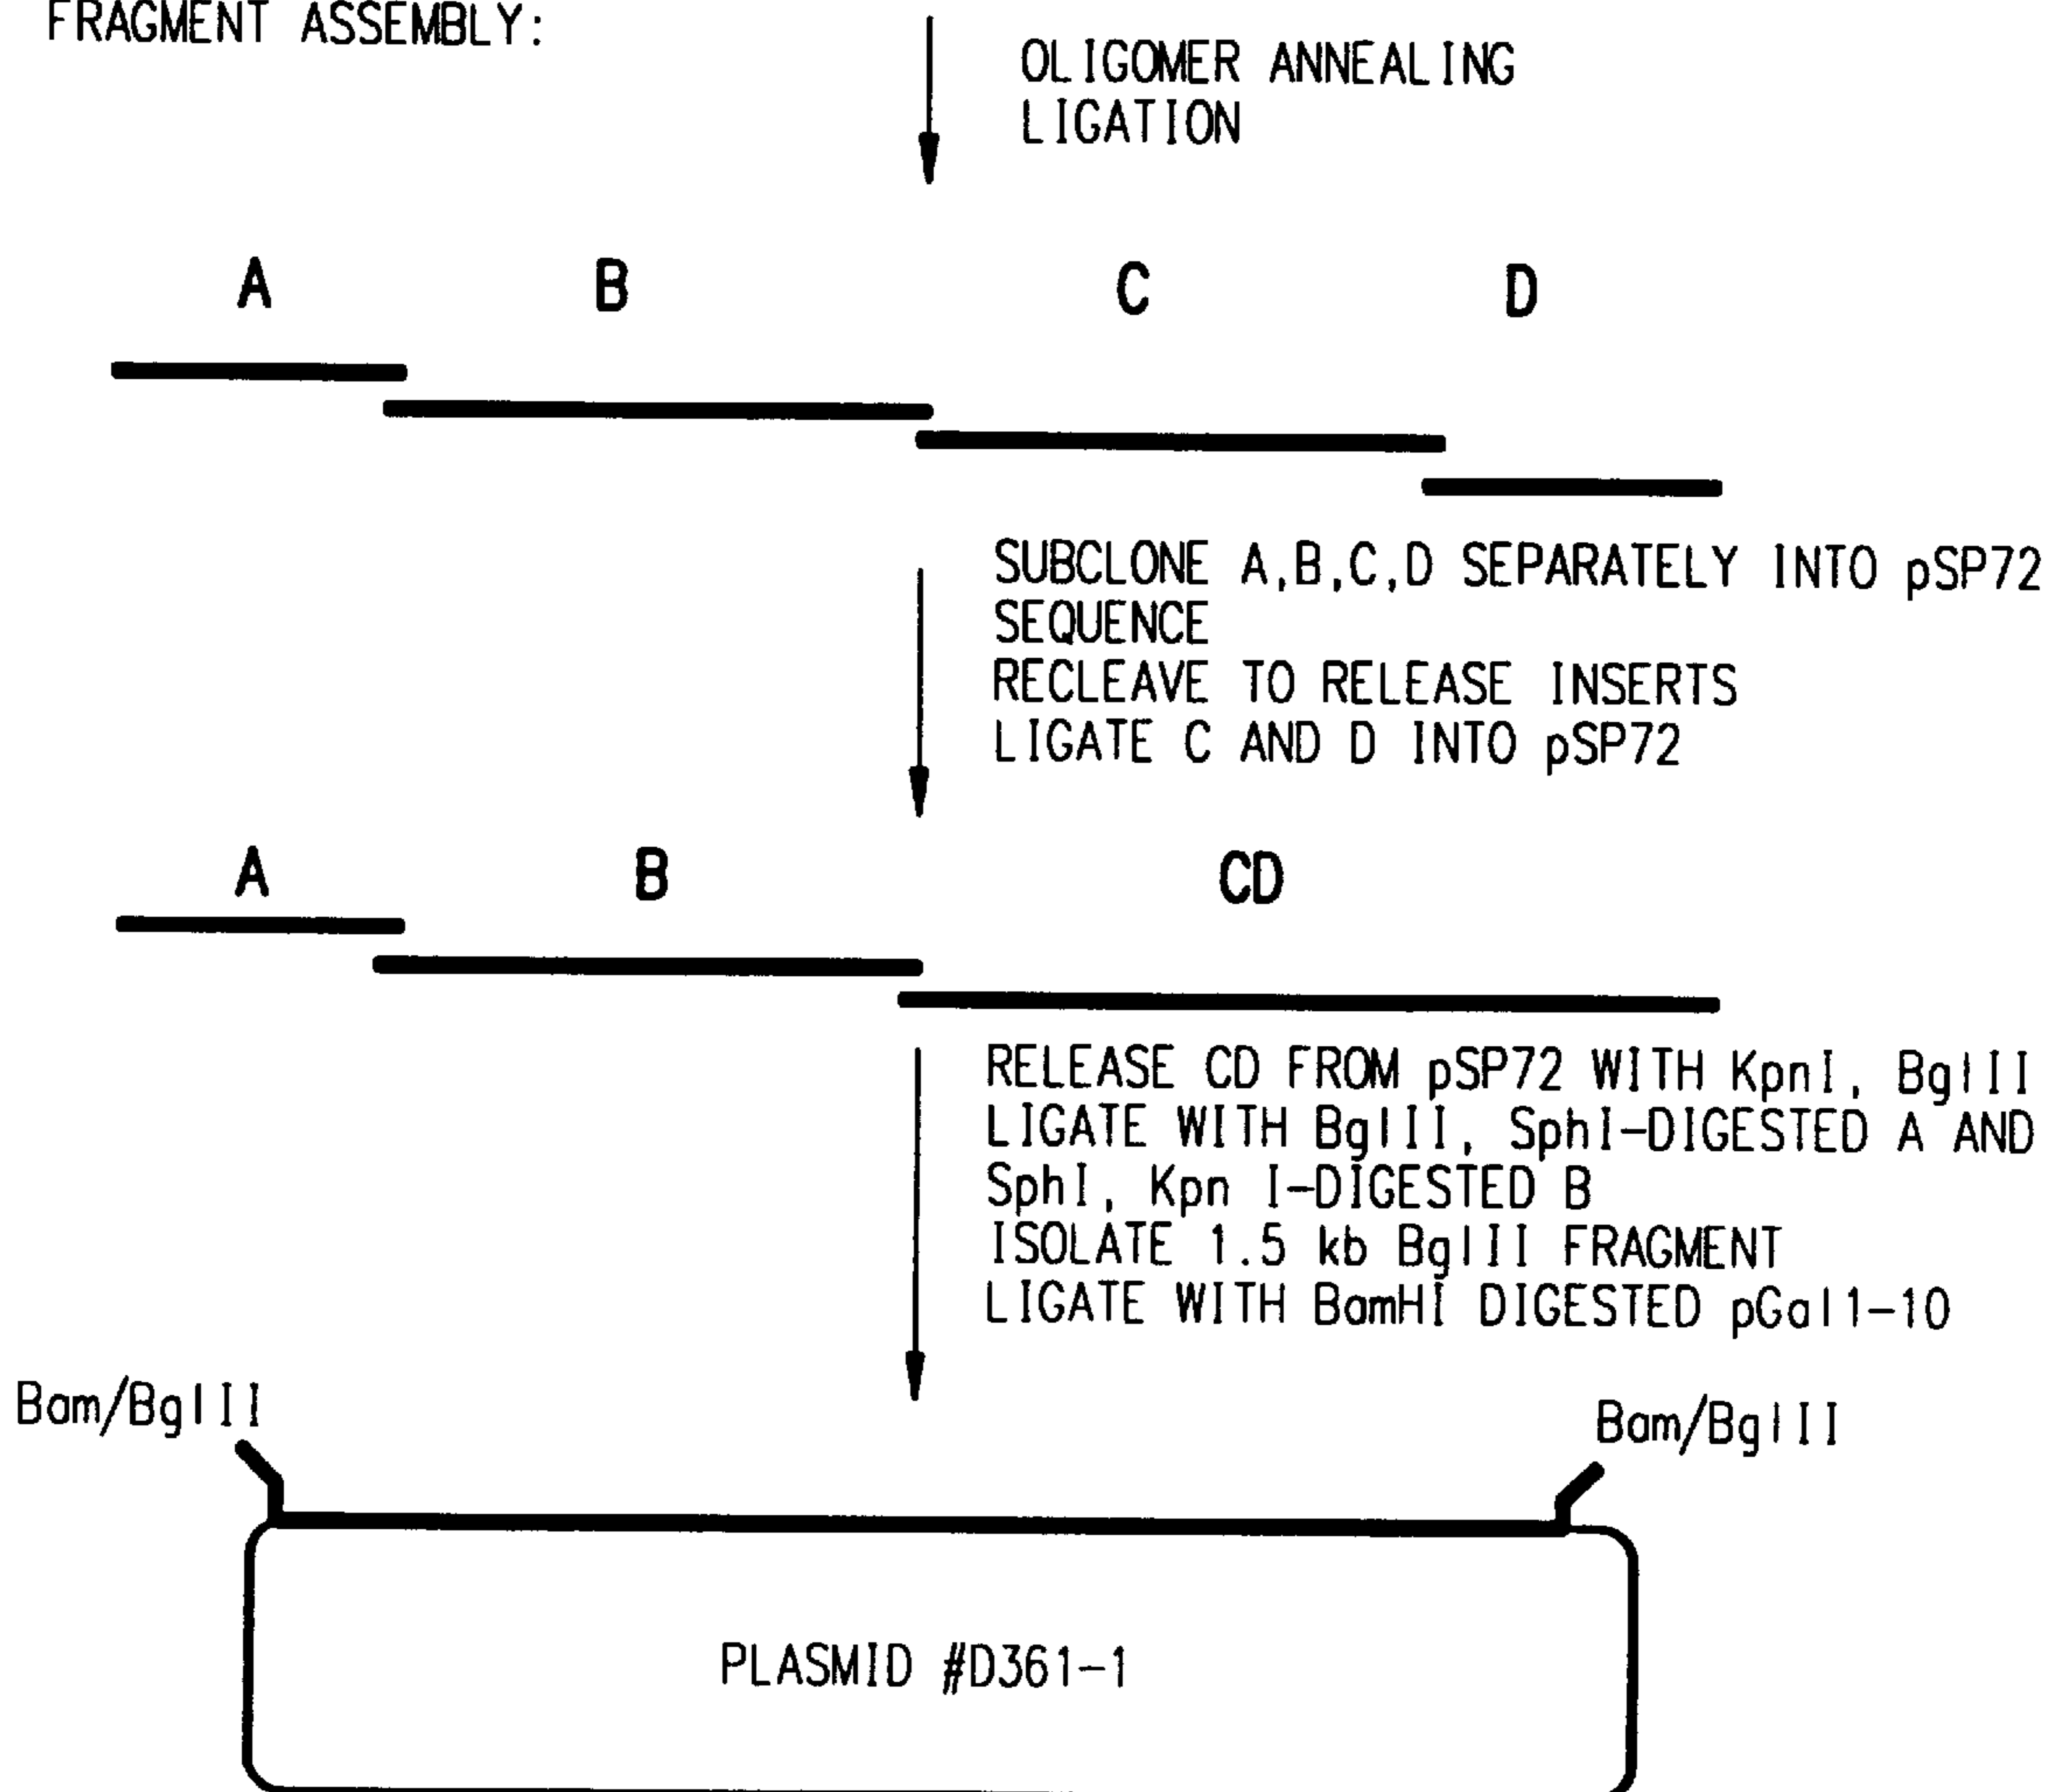 FRAGMENT ASSEMBLY:
OLIGOMER ANNEALING
LIGATION
A
B
C
D
SUBCLONE A,B,C,D SEPARATELY INTO pSP72
SEQUENCE
RECLEAVE TO RELEASE INSERTS
LIGATE C AND D INTO pSP72
A
B
CD
RELEASE CD FROM pSP72 WITH KpnI, BglII
LIGATE WITH BglII, SphI-DIGESTED A AND
SphI, Kpn I-DIGESTED B
ISOLATE 1.5 kb BglII FRAGMENT
LIGATE WITH BamHI DIGESTED pGal1-10
Bam/BglII
Bam/BglII
PLASMID #D361-1